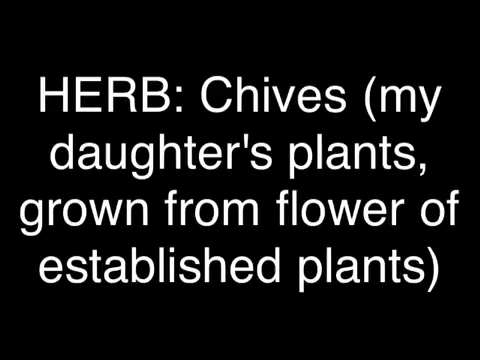 HERB: Chives (my
daughter's plants,
grown from flower of
established plants)